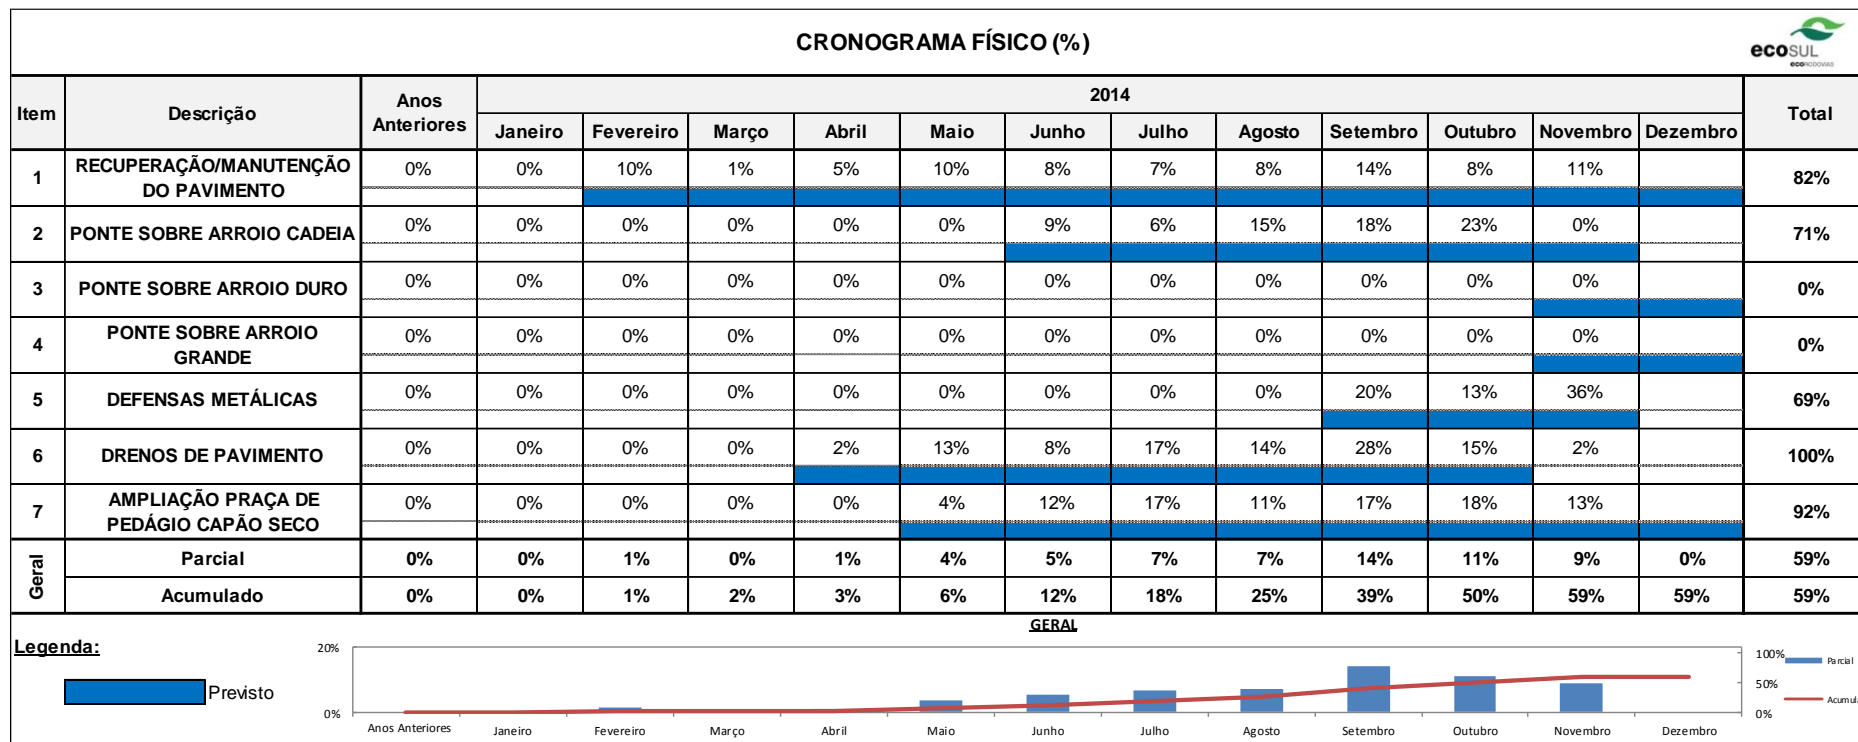 CRONOGRAMA FÍSICO (%)
ecoSUL
ecoRODOVIAS
Item Descrição Anos Anteriores 2014 Total
Janeiro Fevereiro Março Abril Maio Junho Julho Agosto Setembro Outubro Novembro Dezembro
1 RECUPERAÇÃO/MANUTENÇÃO DO PAVIMENTO 0% 0% 10% 1% 5% 10% 8% 7% 8% 14% 8% 11% 82%
2 PONTE SOBRE ARROIO CADEIA 0% 0% 0% 0% 0% 0% 9% 6% 15% 18% 23% 0% 71%
3 PONTE SOBRE ARROIO DURO 0% 0% 0% 0% 0% 0% 0% 0% 0% 0% 0% 0% 0%
4 PONTE SOBRE ARROIO GRANDE 0% 0% 0% 0% 0% 0% 0% 0% 0% 0% 0% 0% 0%
5 DEFENSAS METÁLICAS 0% 0% 0% 0% 0% 0% 0% 0% 0% 20% 13% 36% 69%
6 DRENOS DE PAVIMENTO 0% 0% 0% 0% 2% 13% 8% 17% 14% 28% 15% 2% 100%
7 AMPLIAÇÃO PRAÇA DE PEDÁGIO CAPÃO SECO 0% 0% 0% 0% 0% 4% 12% 17% 11% 17% 18% 13% 92%
Geral
Parcial 0% 0% 1% 0% 1% 4% 5% 7% 7% 14% 11% 9% 0% 59%
Acumulado 0% 0% 1% 2% 3% 6% 12% 18% 25% 39% 50% 59% 59% 59%
GERAL
Legenda:
Previsto
20%
0%
100%
50%
0%
Parcial
Acumul
Anos Anteriores Janeiro Fevereiro Março Abril Maio Junho Julho Agosto Setembro Outubro Novembro Dezembro